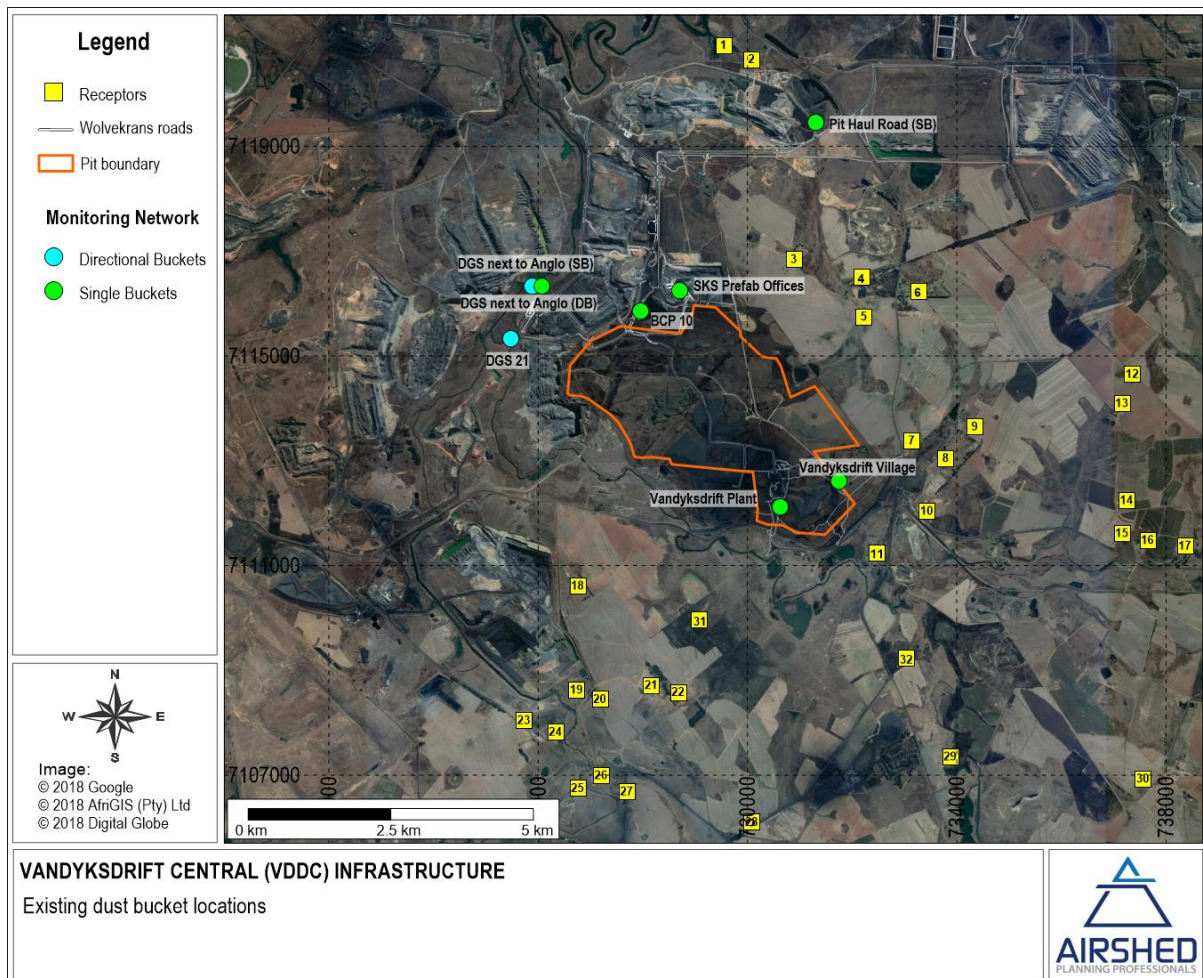 Legend
Receptors
Wolvekrans roads
Pit boundary
Monitoring Network
Directional Buckets
Single Buckets
N
W E
S
Image:
© 2018 Google
© 2018 AfriGIS (Pty) Ltd
© 2018 Digital Globe
1
2
Pit Haul Road (SB)
7119000
3
DGS next to Anglo (SB)
4
SKS Prefab Offices
6
DGS next to Anglo (DB)
5
BCP 10
7115000
DGS 21
12
13
9
7
8
Vandyksdrift Village
Vandyksdrift Plant
14
10
15
16
17
11
7111000
18
31
32
21
19
22
20
23
24
29
7107000
26
30
25
27
734000
738000
0 km 2.5 km 5 km
VANDYKSDRIFT CENTRAL (VDDC) INFRASTRUCTURE
Existing dust bucket locations
AIRSHED
PLANNING PROFESSIONALS